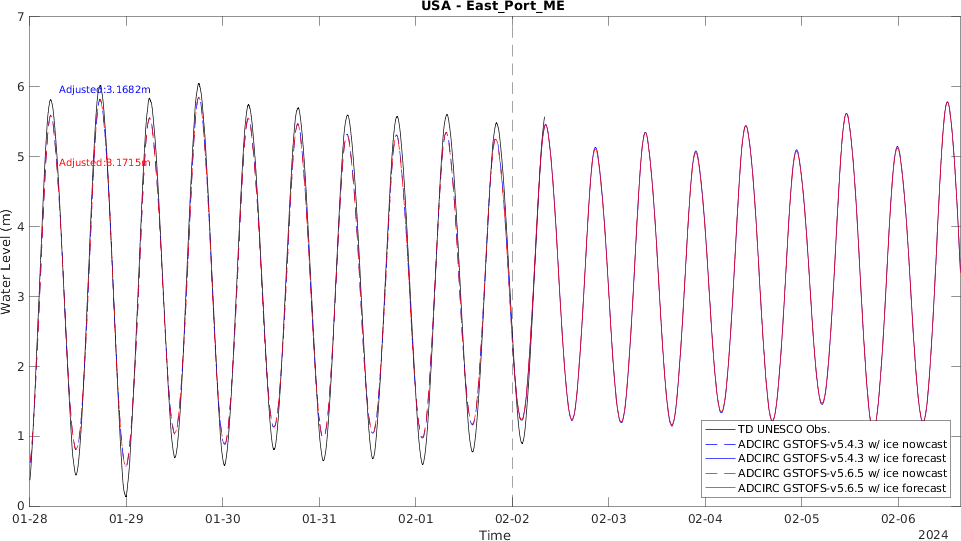 USA - East_Port_ME
7
6
5
4
3
2
1
0
Water Level (m)
Adjusted:3.1682m
Adjusted:3.1715m
TD UNESCO Obs.
ADCIRC GSTOFS-v5.4.3 w/ ice nowcast
ADCIRC GSTOFS-v5.4.3 w/ ice forecast
ADCIRC GSTOFS-v5.6.5 w/ ice nowcast
ADCIRC GSTOFS-v5.6.5 w/ ice forecast
01-28 01-29 01-30 01-31 02-01 02-02 02-03 02-04 02-05 02-06
Time
2024